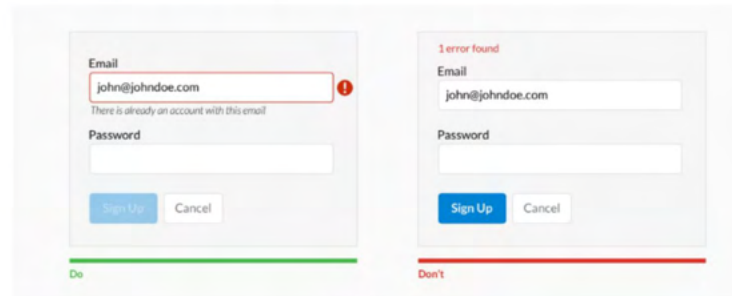 Email
john@johndoe.com
There is already an account with this email
Password
Sign Up Cancel
Do
1 error found
Email
john@johndoe.com
Password
Sign Up Cancel
Don't